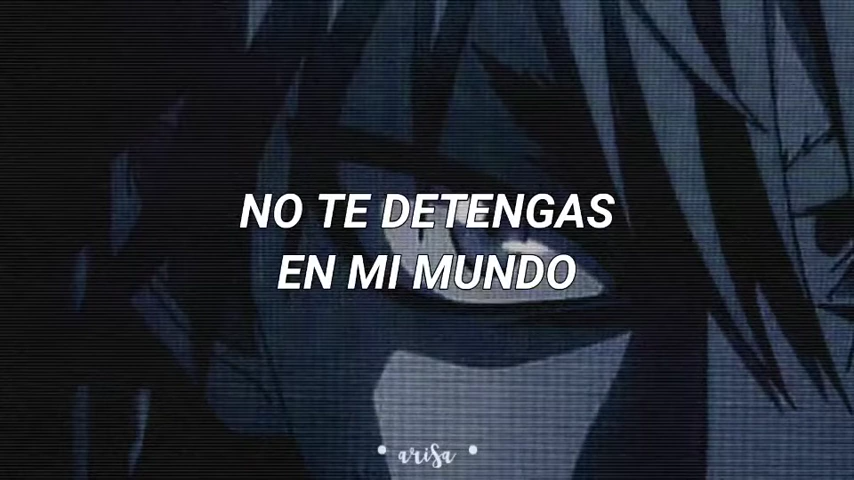 NO TE DETENGAS
EN MI MUNDO
• arisa •